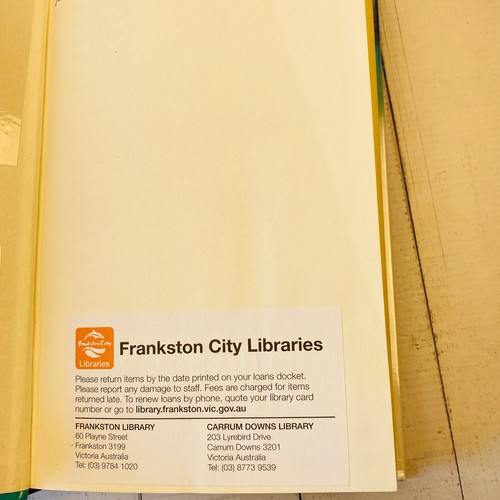 Frankston City
Libraries
Frankston City Libraries
Please return items by the date printed on your loans docket.
Please report any damage to staff. Fees are charged for items
returned late. To renew loans by phone, quote your library card
number or go to library.frankston.vic.gov.au
FRANKSTON LIBRARY
60 Playne Street
Frankston 3199
Victoria Australia
Tel: (03) 9784 1020
CARRUM DOWNS LIBRARY
203 Lyrebird Drive
Carrum Downs 3201
Victoria Australia
Tel: (03) 8773 9539